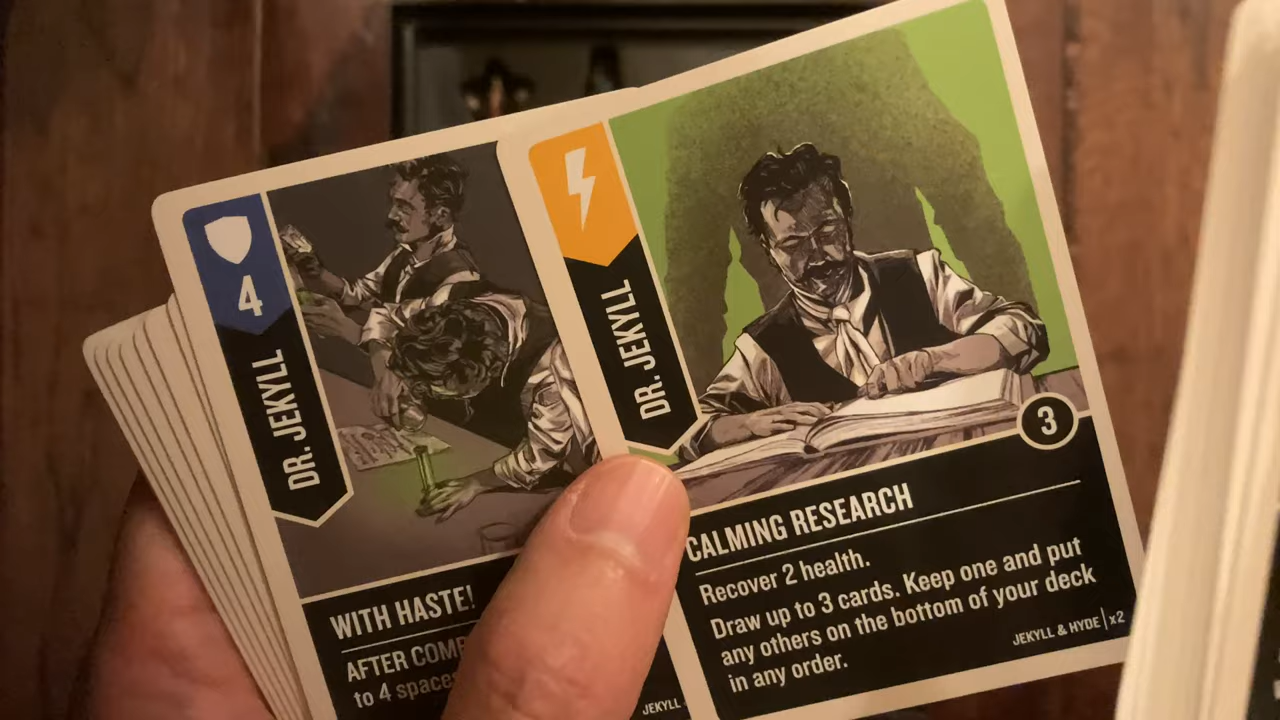 4
DR. JEKYLL
WITH HASTE!
AFTER
to 4 spaces
JEKYLL
DR. JEKYLL
3
CALMING RESEARCH
Recover 2 health.
Draw up to 3 cards. Keep one and put
any others on the bottom of your deck
in any order.
JEKYLL & HYDE | x2